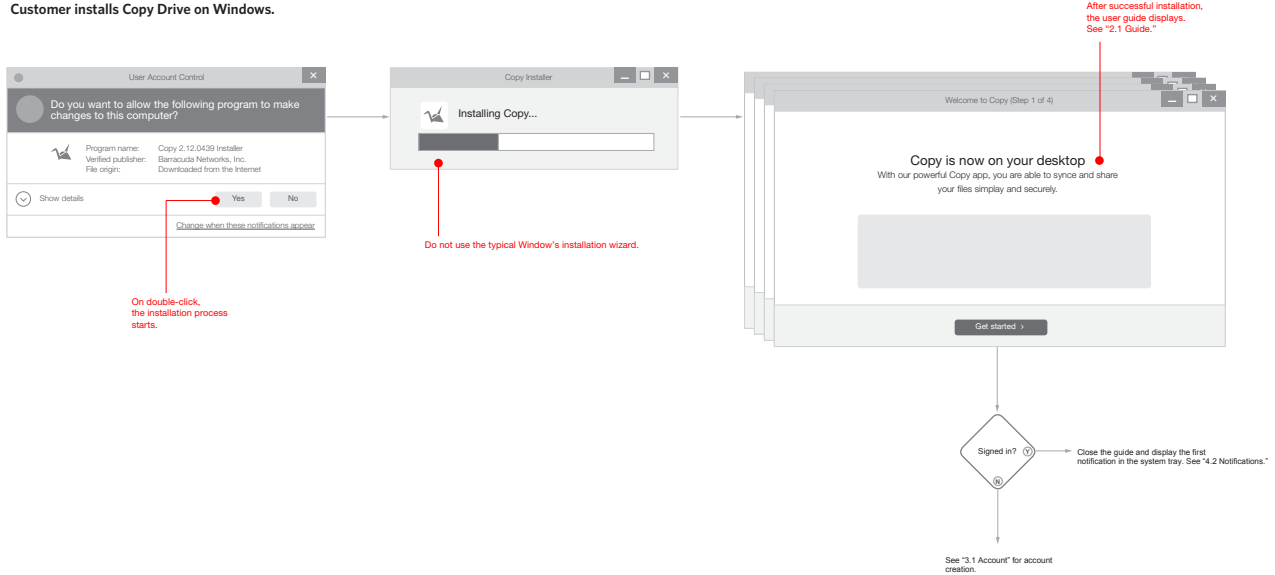 Customer installs Copy Drive on Windows.
After successful installation,
the user guide displays.
See “2.1 Guide.”
User Account Control
Do you want to allow the following program to make
changes to this computer?
Program name: Copy 2.12.0439 Installer
Verified publisher: Barracuda Networks, Inc.
File origin: Downloaded from the Internet
Show details
Yes
No
Change when these notifications appear
On double-click,
the installation process
starts.
Copy Installer
Installing Copy...
Do not use the typical Window’s installation wizard.
Welcome to Copy (Step 1 of 4)
Copy is now on your desktop
With our powerful Copy app, you are able to synce and share
your files simplay and securely.
Get started ›
Signed in?
Y
N
Close the guide and display the first
notification in the system tray. See “4.2 Notifications.”
See “3.1 Account” for account
creation.